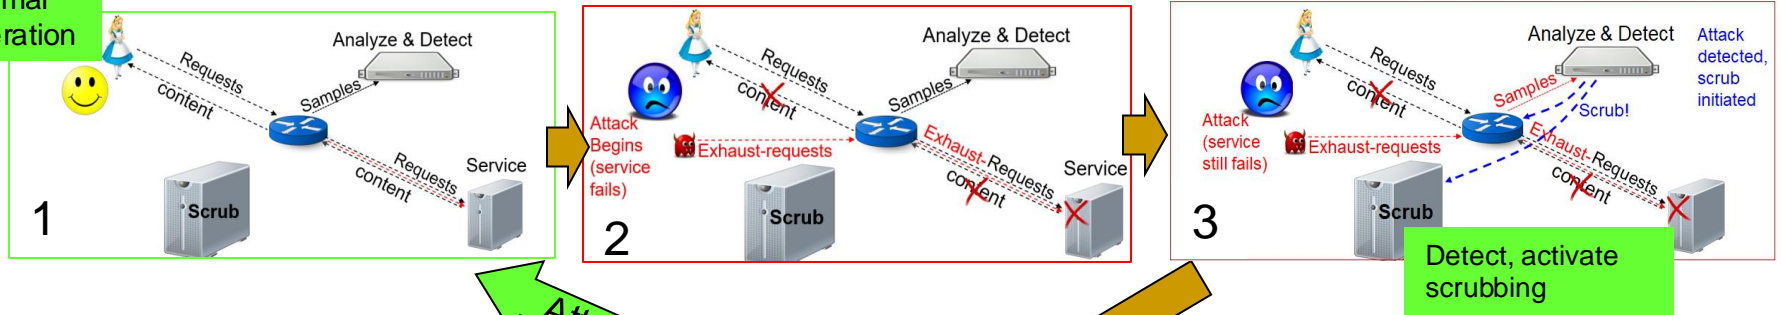 eration
Analyze & Detect
Requests
content
Samples
Requests
content
Service
Scrub
1
Analyze & Detect
Requests
content
Samples
Attack
Begins
(service
fails)
Exhaust-requests
Exhaust-Requests
content
Service
Scrub
2
Analyze & Detect
Attack
detected,
scrub
initiated
Requests
content
Samples
Scrub!
Attack
(service
still fails)
Exhaust-requests
Exhaust-Requests
content
Scrub
3
Detect, activate
scrubbing